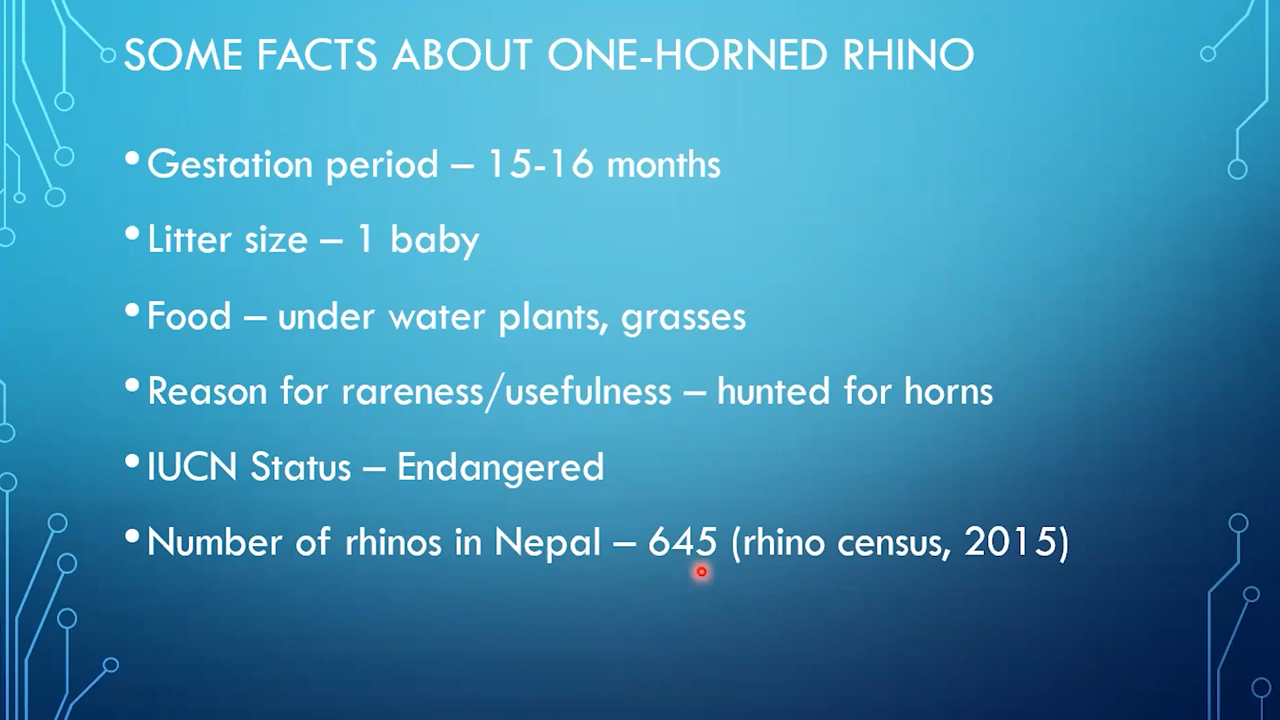 SOME FACTS ABOUT ONE-HORNED RHINO
• Gestation period – 15-16 months
• Litter size – 1 baby
• Food – under water plants, grasses
• Reason for rareness/usefulness – hunted for horns
• IUCN Status – Endangered
• Number of rhinos in Nepal – 645 (rhino census, 2015)